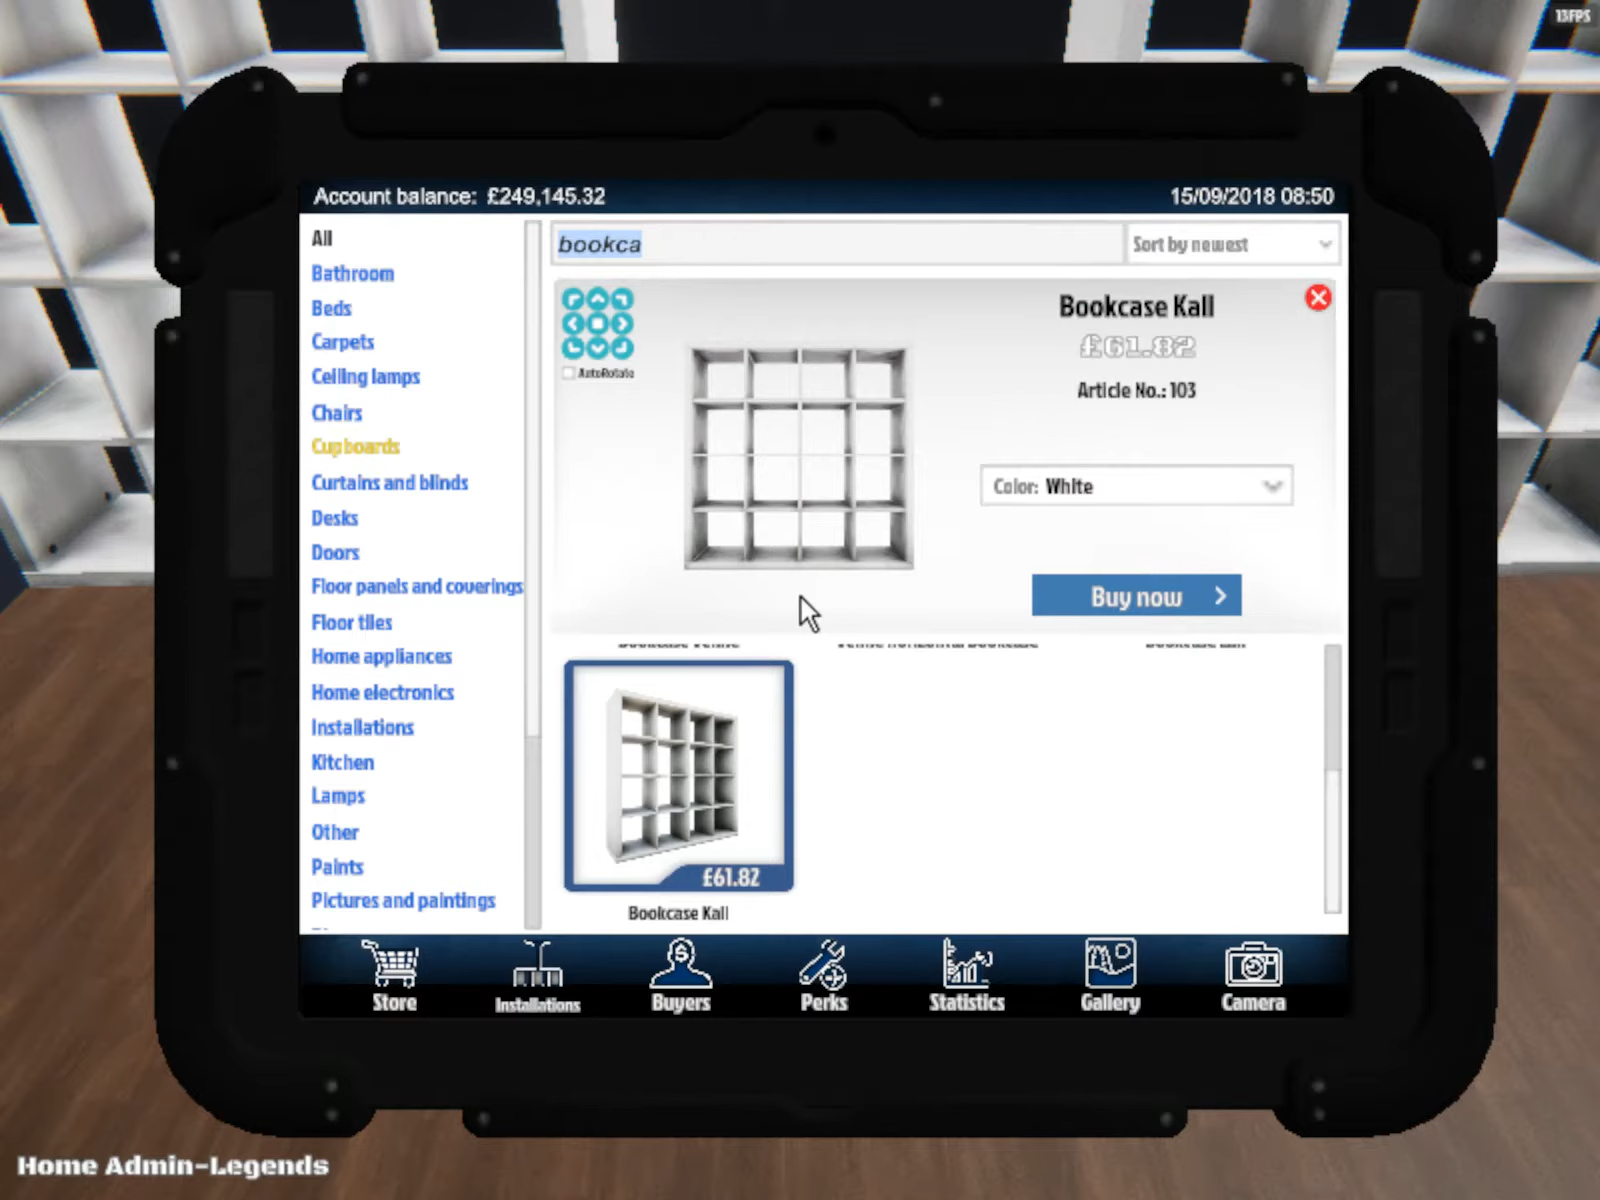 13FPS
Account balance: £249,145.32
15/09/2018 08:50
All
Bathroom
Beds
Carpets
Ceiling lamps
Chairs
Cupboards
Curtains and blinds
Desks
Doors
Floor panels and coverings
Floor tiles
Home appliances
Home electronics
Installations
Kitchen
Lamps
Other
Paints
Pictures and paintings
bookca
Sort by newest
AutoRotate
Bookcase Kall
£61.82
Article No.: 103
Color: White
Buy now
£61.82
Bookcase Kall
Store
Installations
Buyers
Perks
Statistics
Gallery
Camera
Home Admin-Legends